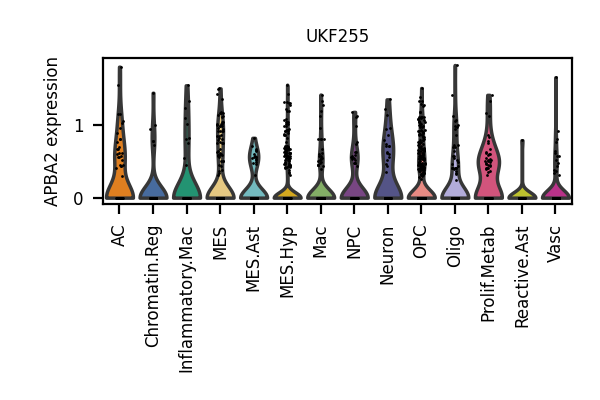 UKF255
APBA2 expression
1
0
AC
Chromatin.Reg
Inflammatory.Mac
MES
MES.Ast
MES.Hyp
Mac
NPC
Neuron
OPC
Oligo
Prolif.Metab
Reactive.Ast
Vasc